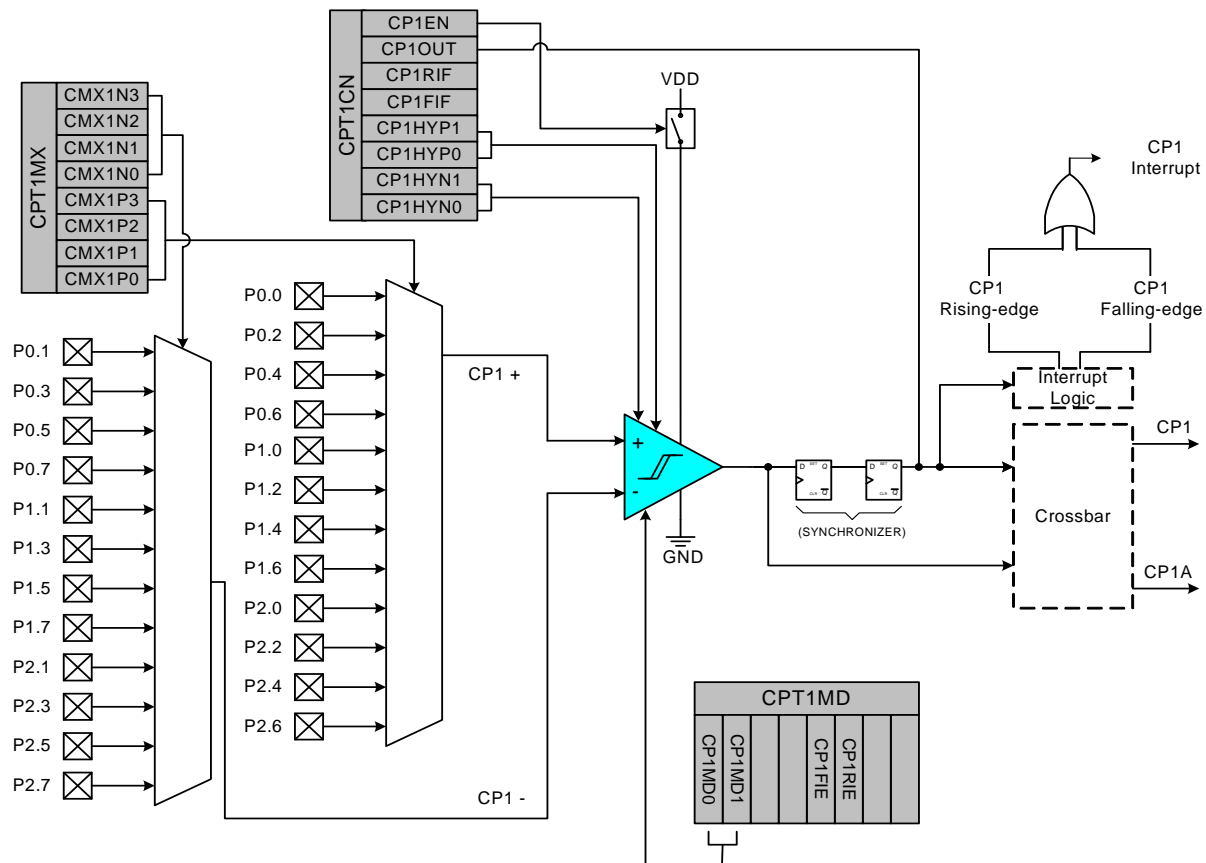 CPT1CN
CP1EN
CP1OUT
CP1RIF
CP1FIF
CP1HYP1
CP1HYP0
CP1HYN1
CP1HYN0
CPT1MX
CMX1N3
CMX1N2
CMX1N1
CMX1N0
CMX1P3
CMX1P2
CMX1P1
CMX1P0
VDD
CP1
Interrupt
CP1
Rising-edge
CP1
Falling-edge
Interrupt
Logic
P0.0
P0.2
P0.4
P0.6
P1.0
P1.2
P1.4
P1.6
P2.0
P2.2
P2.4
P2.6
P0.1
P0.3
P0.5
P0.7
P1.1
P1.3
P1.5
P1.7
P2.1
P2.3
P2.5
P2.7
CP1 +
CP1 -
+
-
GND
D SET Q
CLR Q
D SET Q
CLR Q
(SYNCHRONIZER)
Crossbar
CP1
CP1A
CPT1MD
CP1MD0
CP1MD1
CP1FIE
CP1RIE